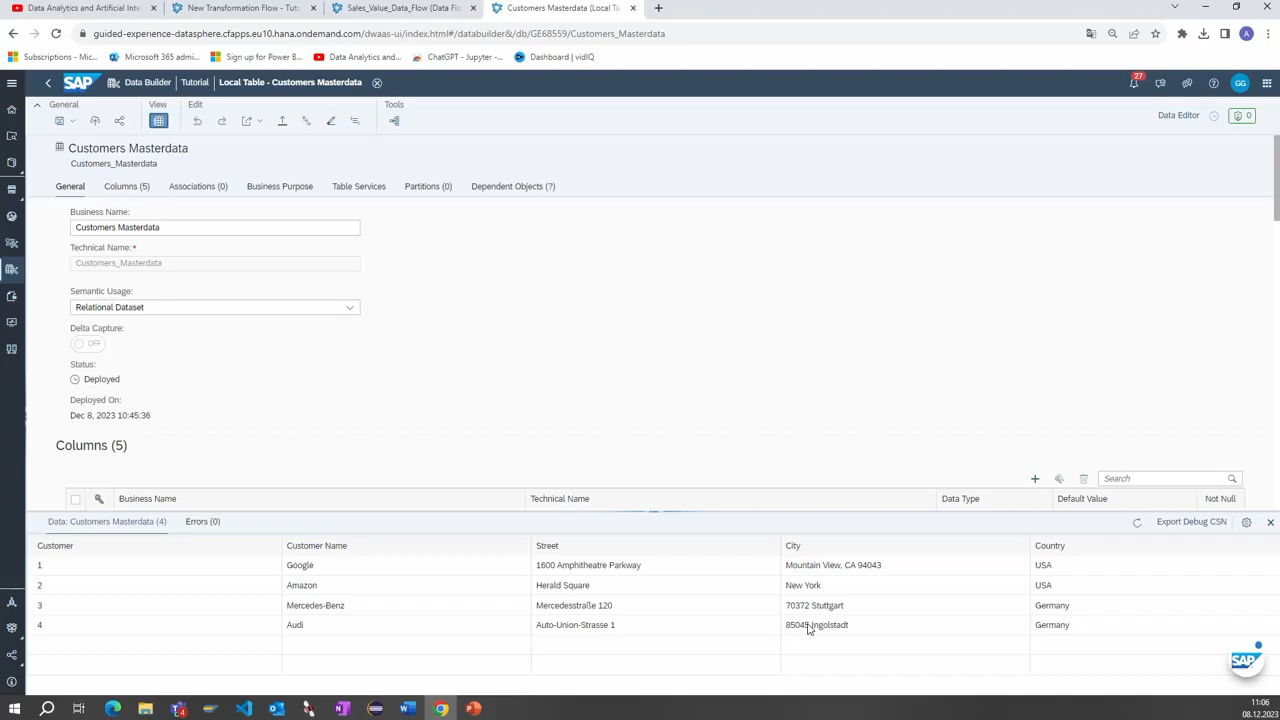 Data Analytics and Artificial Inte
New Transformation Flow - Tuto
Sales_Value_Data_Flow (Data Fl
Customers Masterdata (Local Ta
guided-experience-datasphere.cfapps.eu10.hana.ondemand.com/dwaas-ui/index.html#/databuilder&/db/GE68559/Customers_Masterdata
Subscriptions - Mic...
Microsoft 365 admi...
Sign up for Power B...
Data Analytics and...
ChatGPT - Jupyter -...
Dashboard | vidIQ
SAP
Data Builder
Tutorial
Local Table - Customers Masterdata
27
GG
General
View
Edit
Tools
Data Editor
0
Customers Masterdata
Customers_Masterdata
General
Columns (5)
Associations (0)
Business Purpose
Table Services
Partitions (0)
Dependent Objects (?)
Business Name:
Customers Masterdata
Technical Name:*
Customers_Masterdata
Semantic Usage:
Relational Dataset
Delta Capture:
OFF
Status:
Deployed
Deployed On:
Dec 8, 2023 10:45:36
Columns (5)
Search
Business Name
Technical Name
Data Type
Default Value
Not Null
Data: Customers Masterdata (4)
Errors (0)
Export Debug CSN
Customer Customer Name Street City Country
1 Google 1600 Amphitheatre Parkway Mountain View, CA 94043 USA
2 Amazon Herald Square New York USA
3 Mercedes-Benz Mercedesstraße 120 70372 Stuttgart Germany
4 Audi Auto-Union-Strasse 1 85045 Ingolstadt Germany
SAP
11:06
08.12.2023